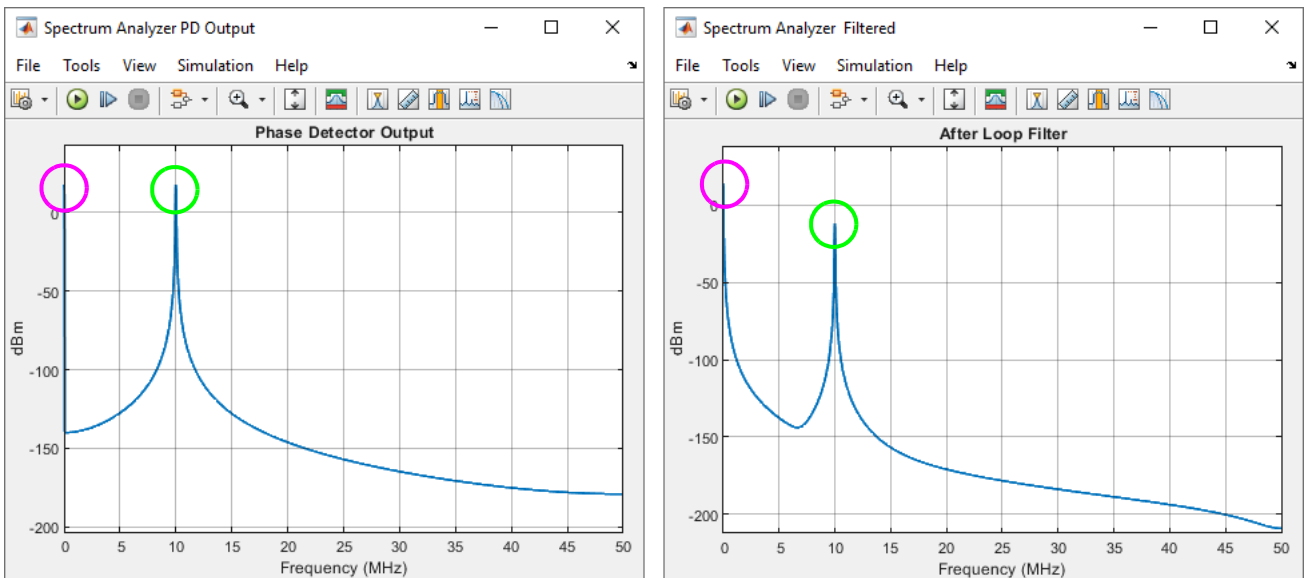 Spectrum Analyzer PD Output
File Tools View Simulation Help
Phase Detector Output
0
-50
-100
-150
-200
dBm
0 5 10 15 20 25 30 35 40 45 50
Frequency (MHz)
Spectrum Analyzer Filtered
File Tools View Simulation Help
After Loop Filter
0
-50
-100
-150
-200
dBm
0 5 10 15 20 25 30 35 40 45 50
Frequency (MHz)